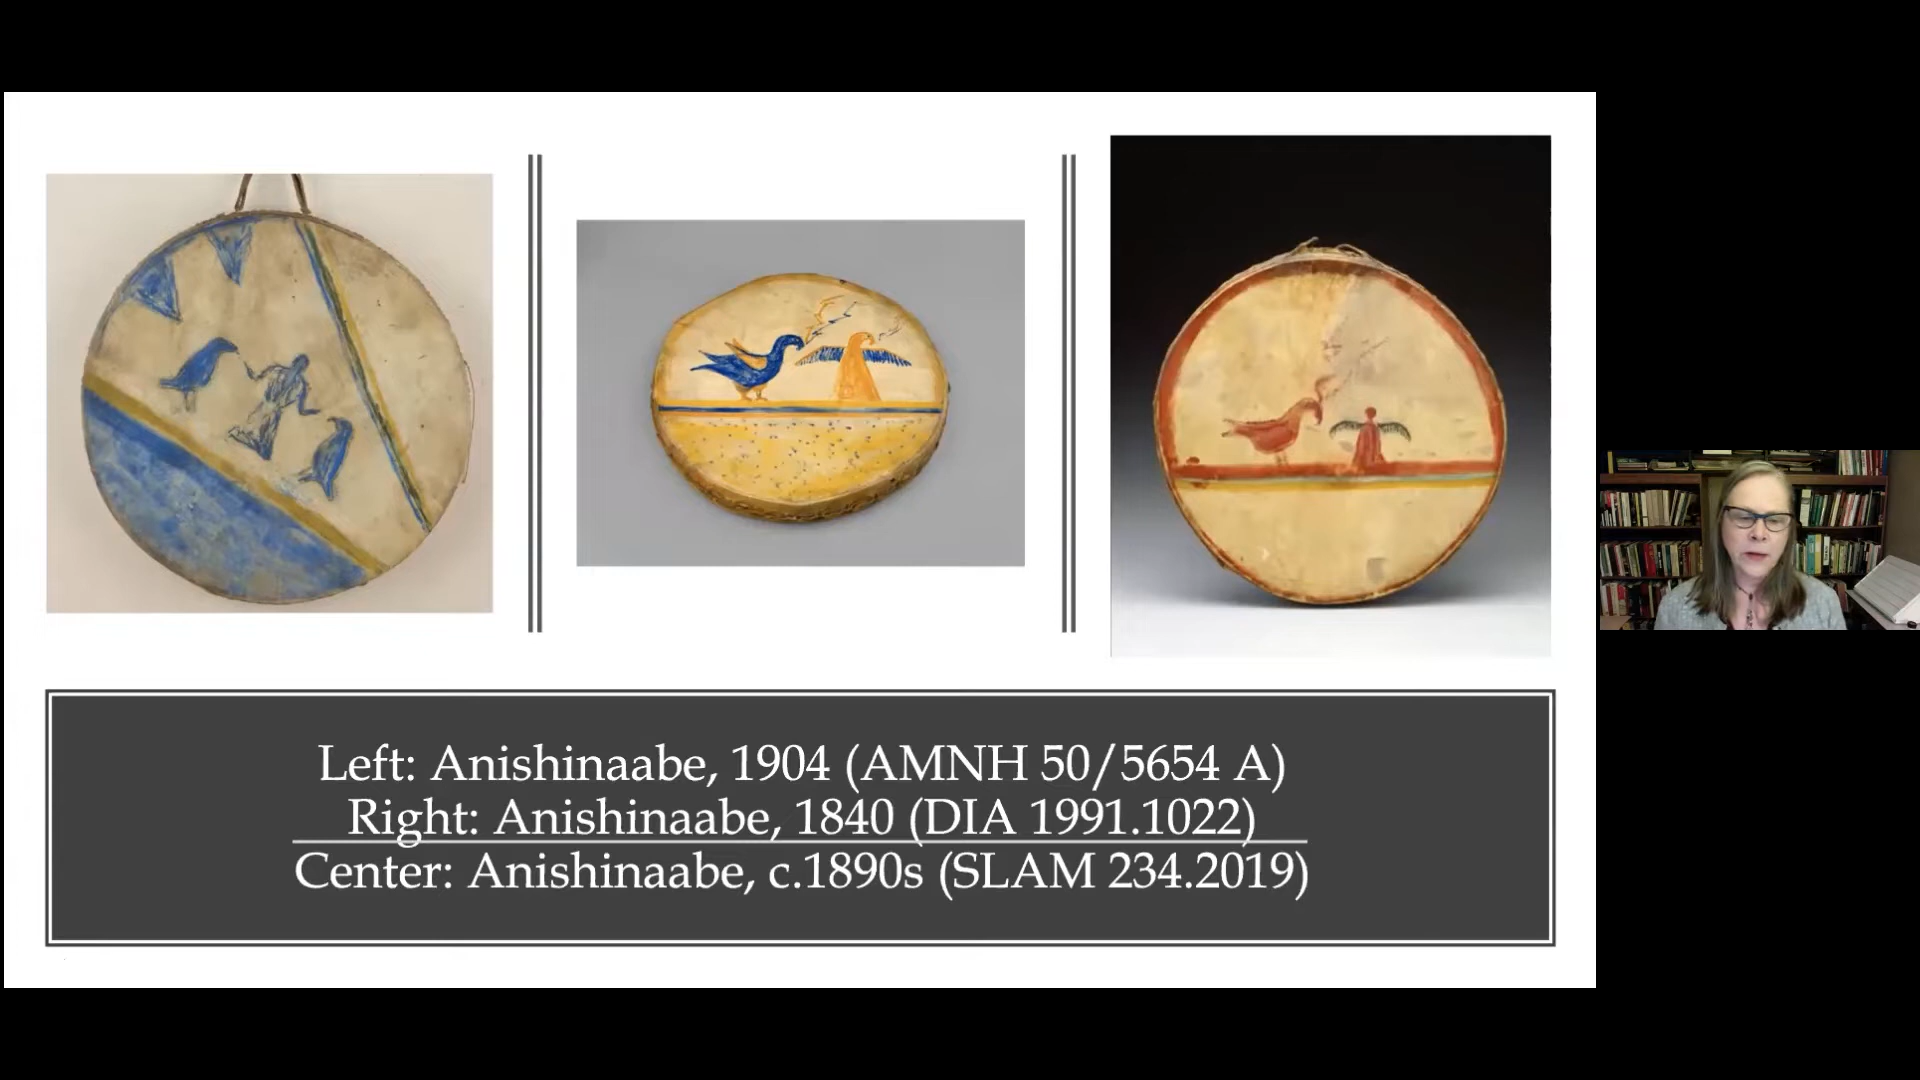 Left: Anishinaabe, 1904 (AMNH 50/5654 A)
Right: Anishinaabe, 1840 (DIA 1991.1022)
Center: Anishinaabe, c.1890s (SLAM 234.2019)